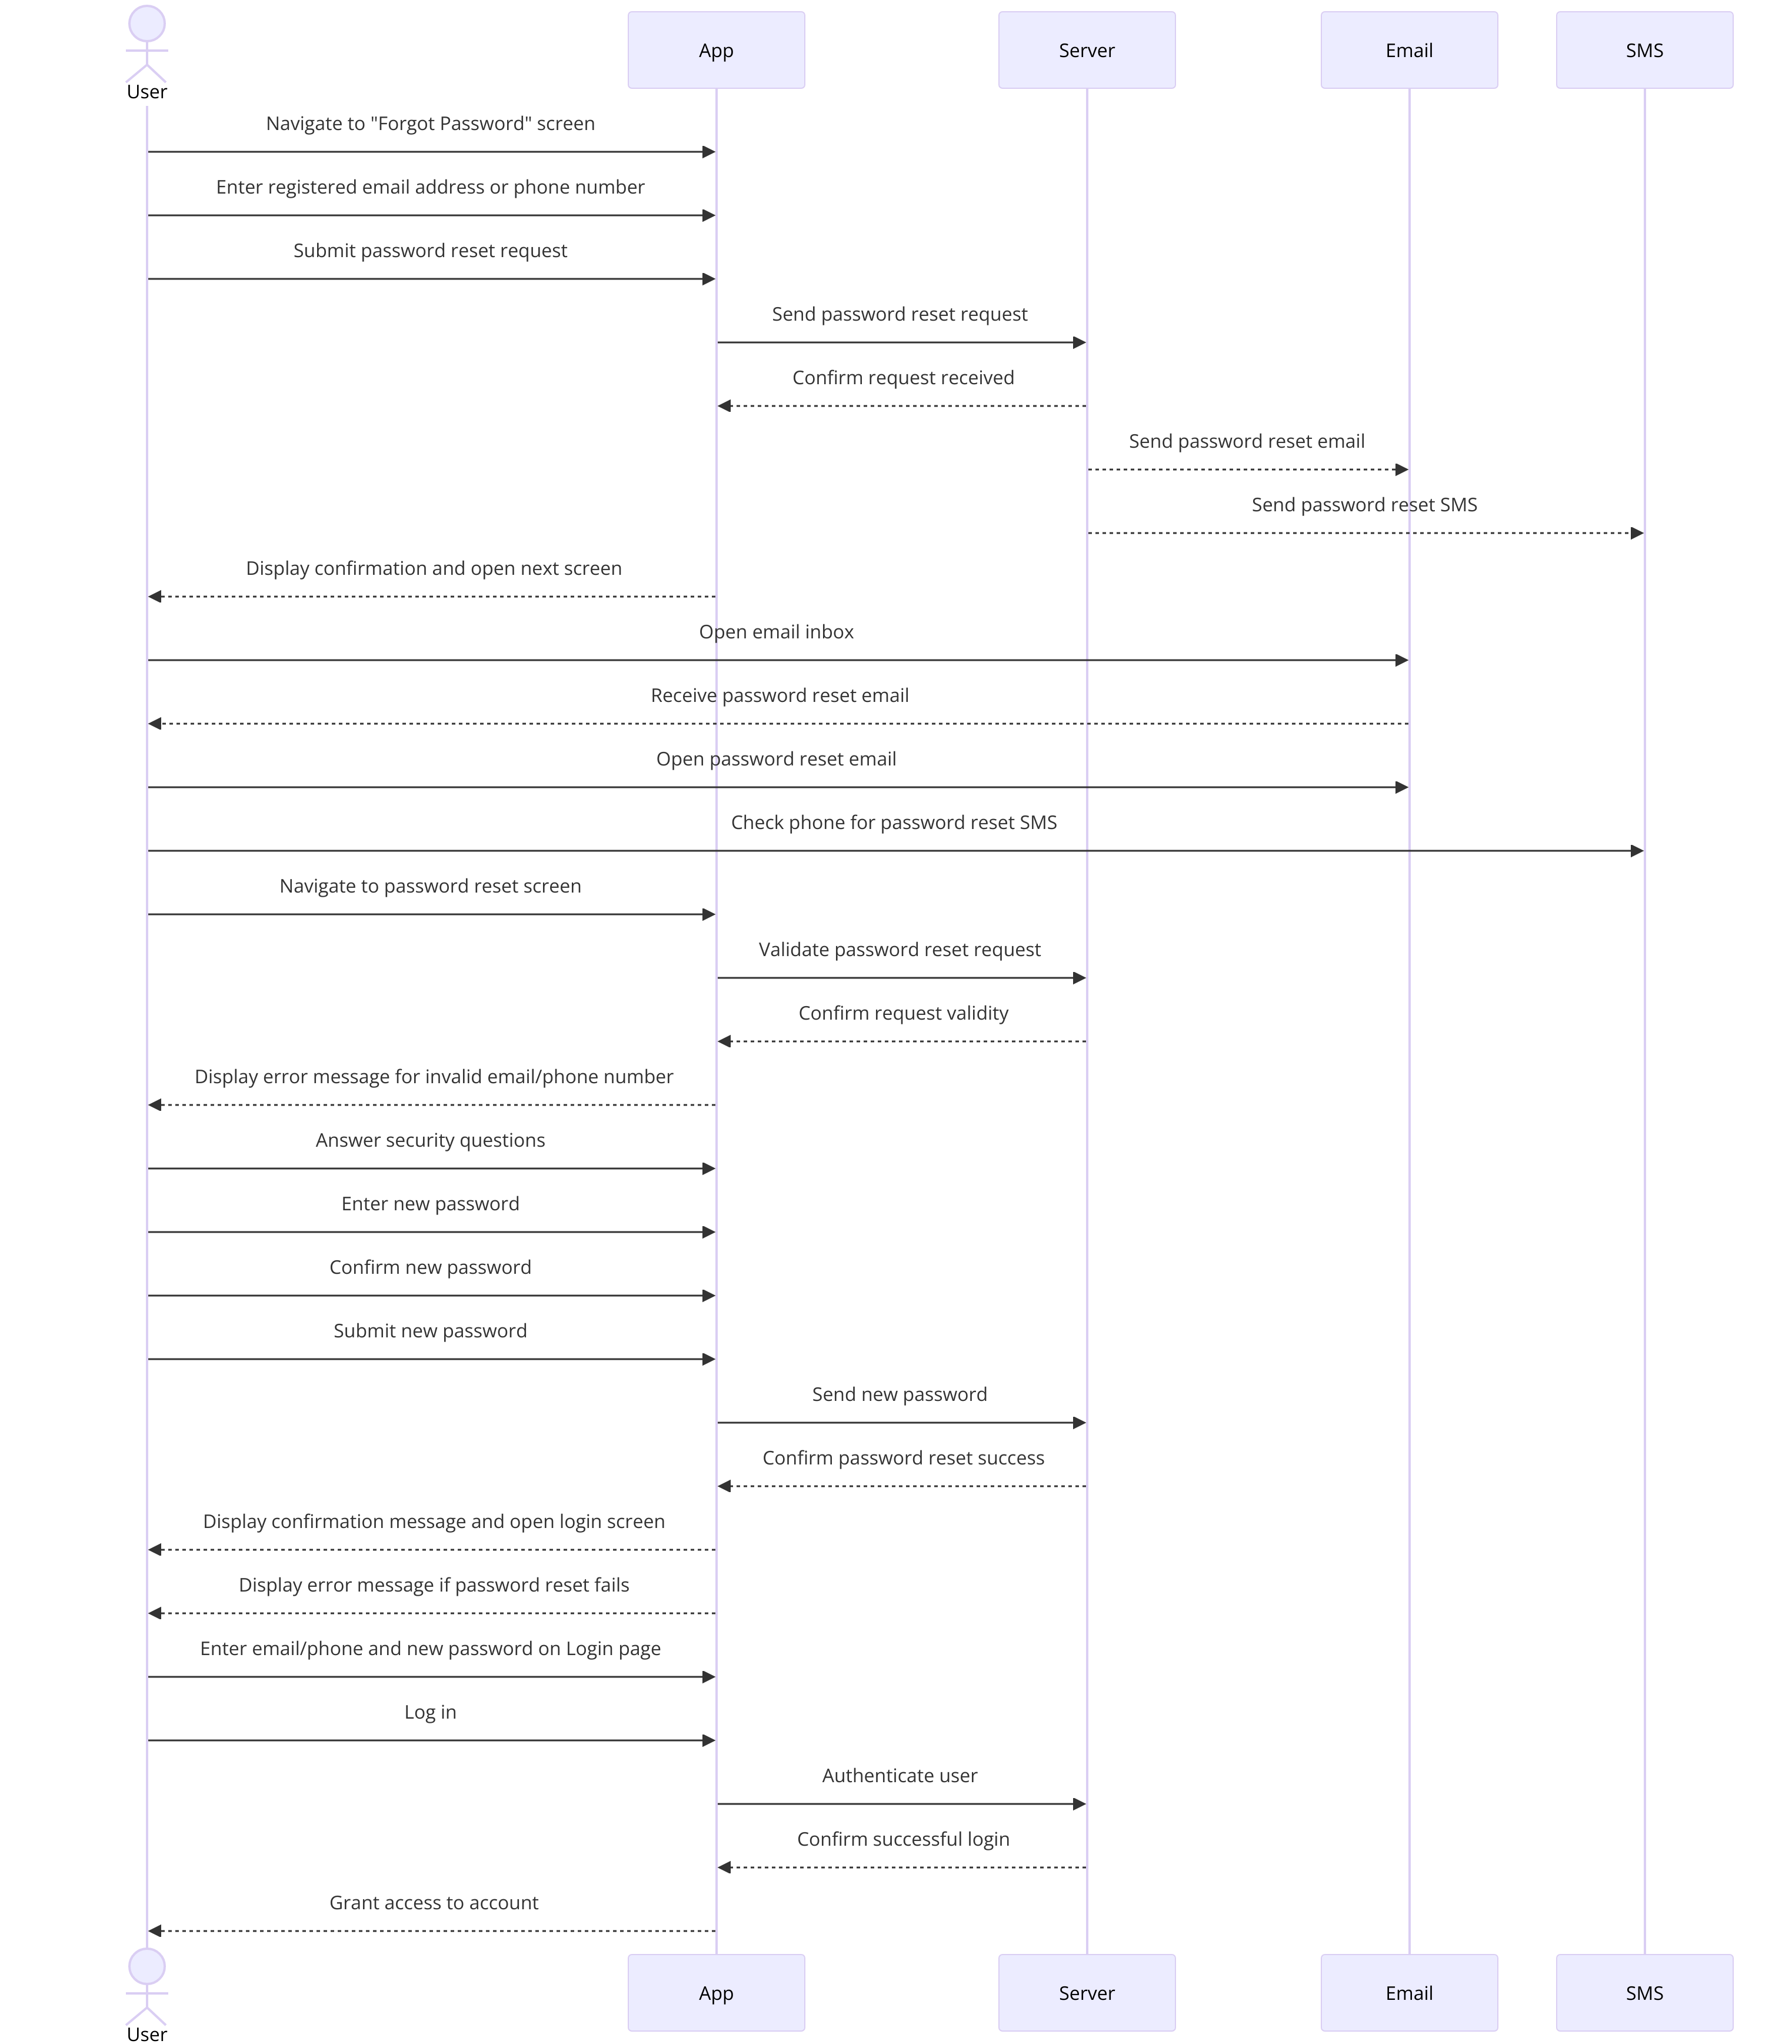 User
App
Server
Email
SMS
Navigate to "Forgot Password" screen
Enter registered email address or phone number
Submit password reset request
Send password reset request
Confirm request received
Send password reset email
Send password reset SMS
Display confirmation and open next screen
Open email inbox
Receive password reset email
Open password reset email
Check phone for password reset SMS
Navigate to password reset screen
Validate password reset request
Confirm request validity
Display error message for invalid email/phone number
Answer security questions
Enter new password
Confirm new password
Submit new password
Send new password
Confirm password reset success
Display confirmation message and open login screen
Display error message if password reset fails
Enter email/phone and new password on Login page
Log in
Authenticate user
Confirm successful login
Grant access to account
User
App
Server
Email
SMS